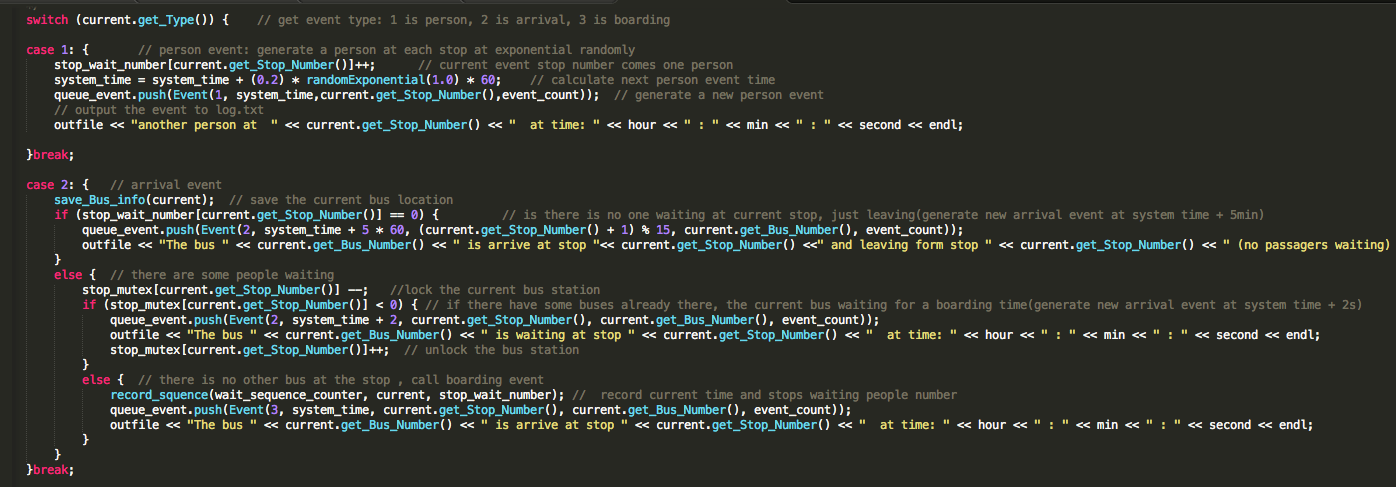 switch (current.get_Type()) {    // get event type: 1 is person, 2 is arrival, 3 is boarding
case 1: {       // person event: generate a person at each stop at exponential randomly
    stop_wait_number[current.get_Stop_Number()]++;      // current event stop number comes one person
    system_time = system_time + (0.2) * randomExponential(1.0) * 60;    // calculate next person event time
    queue_event.push(Event(1, system_time,current.get_Stop_Number(),event_count));  // generate a new person event
    // output the event to log.txt
    outfile << "another person at  " << current.get_Stop_Number() << "  at time: " << hour << " : " << min << " : " << second << endl;
}break;
case 2: {   // arrival event
    save_Bus_info(current);  // save the current bus location
    if (stop_wait_number[current.get_Stop_Number()] == 0) {         // is there is no one waiting at current stop, just leaving(generate new arrival event at system time + 5min)
        queue_event.push(Event(2, system_time + 5 * 60, (current.get_Stop_Number() + 1) % 15, current.get_Bus_Number(), event_count));
        outfile << "The bus " << current.get_Bus_Number() << " is arrive at stop "<< current.get_Stop_Number() <<" and leaving form stop " << current.get_Stop_Number() << " (no passagers waiting)
    }
    else {  // there are some people waiting
        stop_mutex[current.get_Stop_Number()] --;   //lock the current bus station
        if (stop_mutex[current.get_Stop_Number()] < 0) { // if there have some buses already there, the current bus waiting for a boarding time(generate new arrival event at system time + 2s)
            queue_event.push(Event(2, system_time + 2, current.get_Stop_Number(), current.get_Bus_Number(), event_count));
            outfile << "The bus " << current.get_Bus_Number() << "  is waiting at stop " << current.get_Stop_Number() << "  at time: " << hour << " : " << min << " : " << second << endl;
            stop_mutex[current.get_Stop_Number()]++;  // unlock the bus station
        }
        else {  // there is no other bus at the stop , call boarding event
            record_squence(wait_sequence_counter, current, stop_wait_number); //  record current time and stops waiting people number
            queue_event.push(Event(3, system_time, current.get_Stop_Number(), current.get_Bus_Number(), event_count));
            outfile << "The bus " << current.get_Bus_Number() << " is arrive at stop " << current.get_Stop_Number() << "  at time: " << hour << " : " << min << " : " << second << endl;
        }
    }
}break;